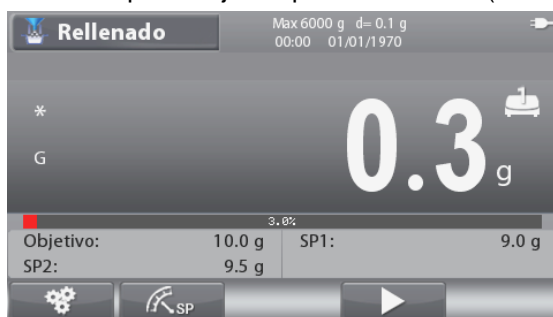 Rellenado
Max 6000 g d= 0.1 g
00:00 01/01/1970
*
G
0.3 g
1
3.0%
Objetivo: 10.0 g SP1: 9.0 g
SP2: 9.5 g
SP